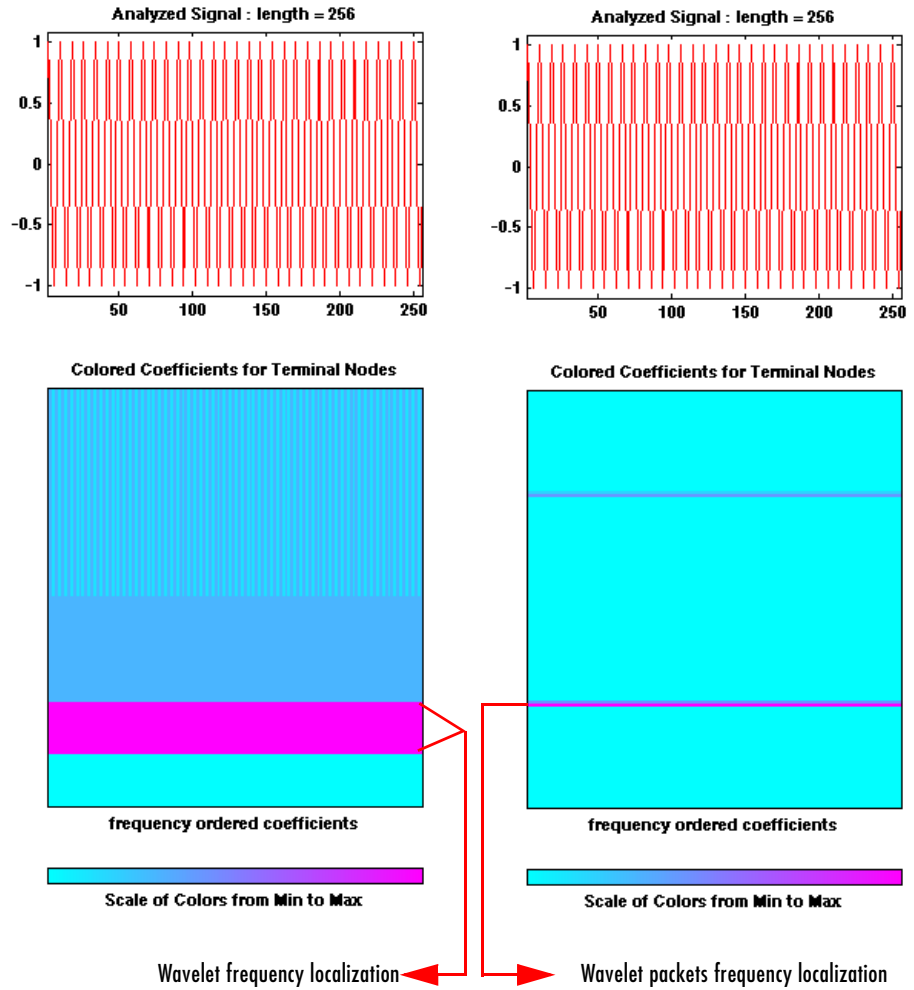 Analyzed Signal : length = 256
1
0.5
0
−0.5
−1
50 100 150 200 250
Analyzed Signal : length = 256
1
0.5
0
−0.5
−1
50 100 150 200 250
Colored Coefficients for Terminal Nodes
frequency ordered coefficients
Scale of Colors from Min to Max
Colored Coefficients for Terminal Nodes
frequency ordered coefficients
Scale of Colors from Min to Max
Wavelet frequency localization
Wavelet packets frequency localization